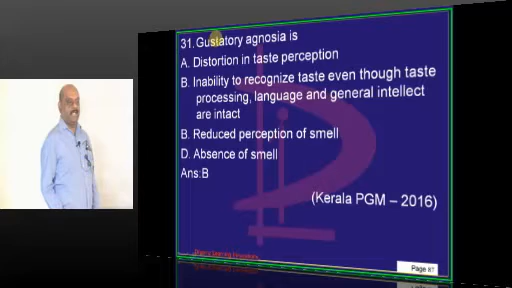 31. Gustatory agnosia is
A. Distortion in taste perception
B. Inability to recognize taste even though taste
processing, language and general intellect
are intact
B. Reduced perception of smell
D. Absence of smell
Ans:B
(Kerala PGM – 2016)
Page 87